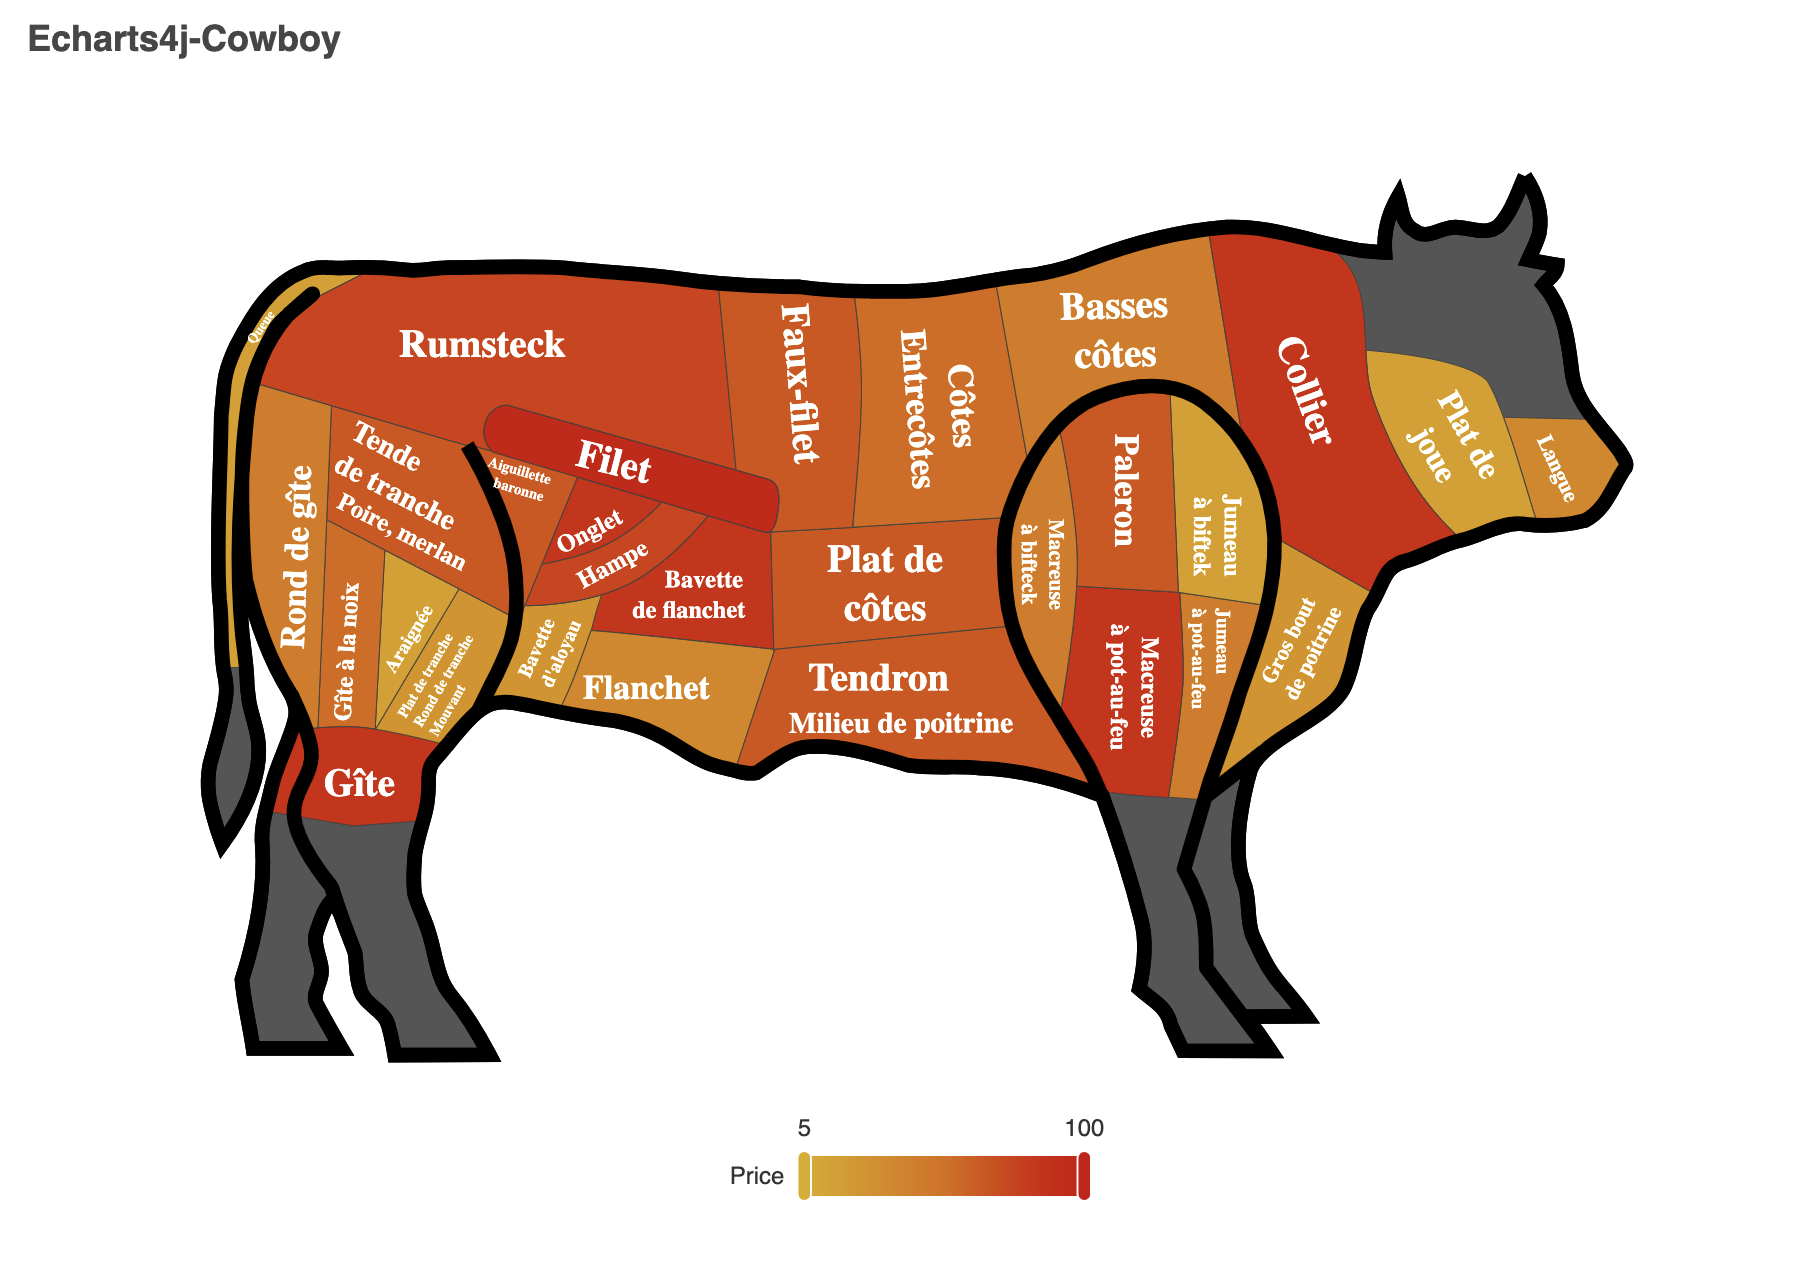 Echarts4j-Cowboy
Queue
Rumsteck
Faux-filet
Côtes
Entrecôtes
Basses
côtes
Collier
Plat de
joue
Langue
Rond de gîte
Tende
de tranche
Poire, merlan
Aiguillette
baronne
Filet
Onglet
Hampe
Bavette
de flanchet
Plat de
côtes
Macreuse
à bifteck
Paleron
Jumeau
à biftek
Gîte à la noix
Araignée
Plat de tranche
Rond de tranche
Mouvant
Bavette
d'aloyau
Flanchet
Tendron
Milieu de poitrine
Macreuse
à pot-au-feu
Jumeau
à pot-au-feu
Gros bout
de poitrine
Gîte
5 100
Price